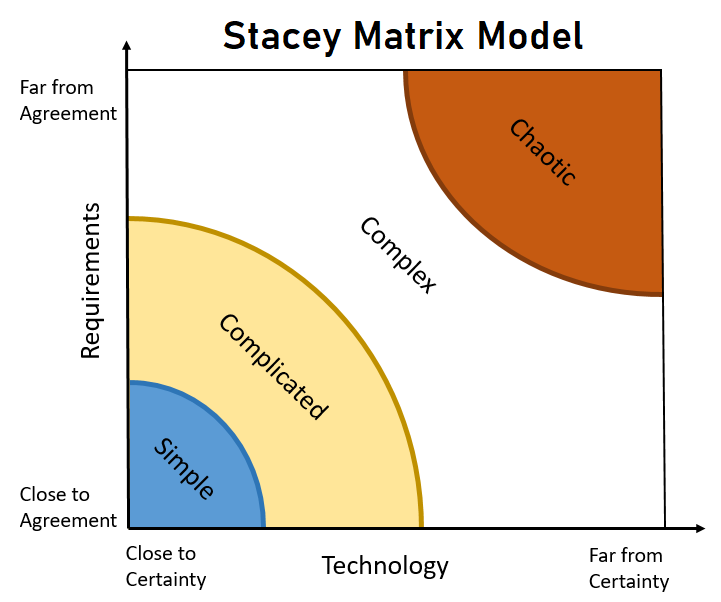 Stacey Matrix Model
Far from
Agreement
Chaotic
Complex
Requirements
Complicated
Simple
Close to
Agreement
Close to
Certainty
Technology
Far from
Certainty